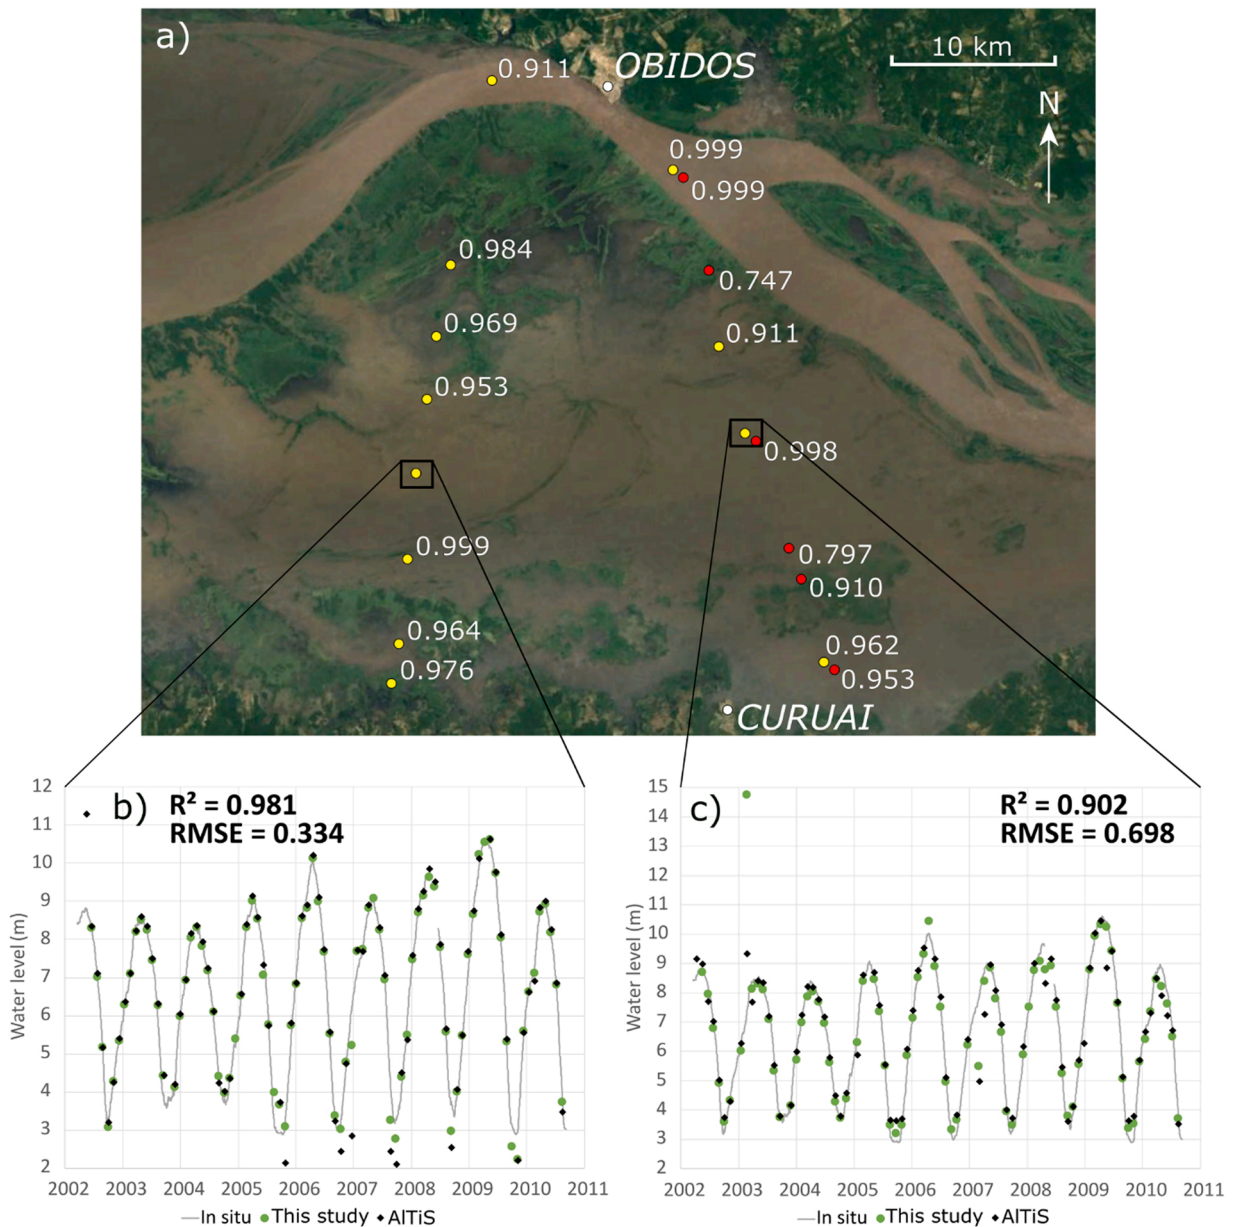 a)
0.911
OBIDOS
10 km
N
0.999
0.999
0.984
0.747
0.969
0.911
0.953
0.998
0.999
0.797
0.910
0.964
0.962
0.976
0.953
CURUAI
b)
R² = 0.981
RMSE = 0.334
Water level (m)
12
11
10
9
8
7
6
5
4
3
2
2002 2003 2004 2005 2006 2007 2008 2009 2010 2011
In situ This study AlTiS
c)
R² = 0.902
RMSE = 0.698
Water level (m)
15
14
13
12
11
10
9
8
7
6
5
4
3
2
2002 2003 2004 2005 2006 2007 2008 2009 2010 2011
In situ This study AlTiS